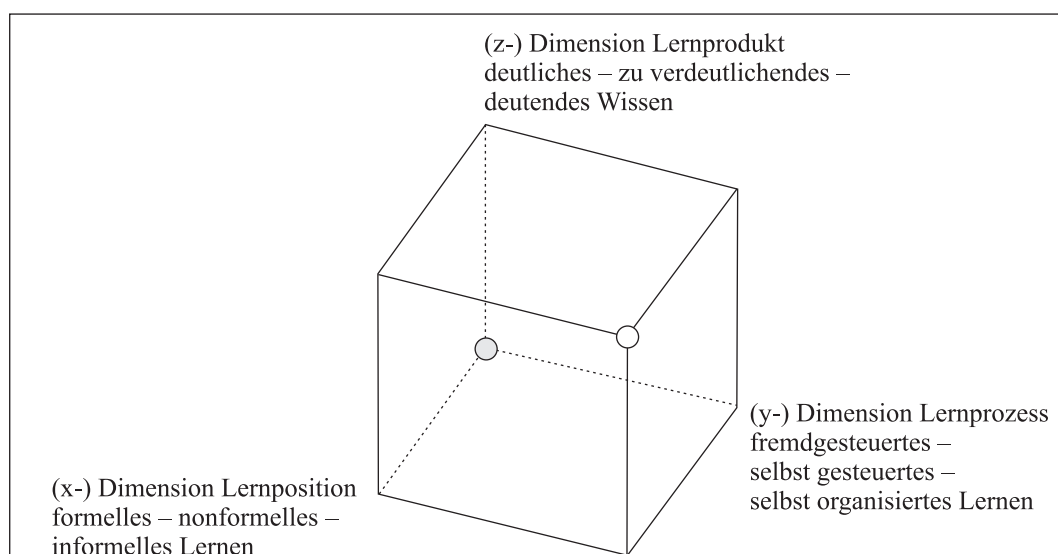 (z-) Dimension Lernprodukt
deutliches – zu verdeutlichendes –
deutendes Wissen
(y-) Dimension Lernprozess
fremdgesteuertes –
selbst gesteuertes –
selbst organisiertes Lernen
(x-) Dimension Lernposition
formelles – nonformelles –
informelles Lernen